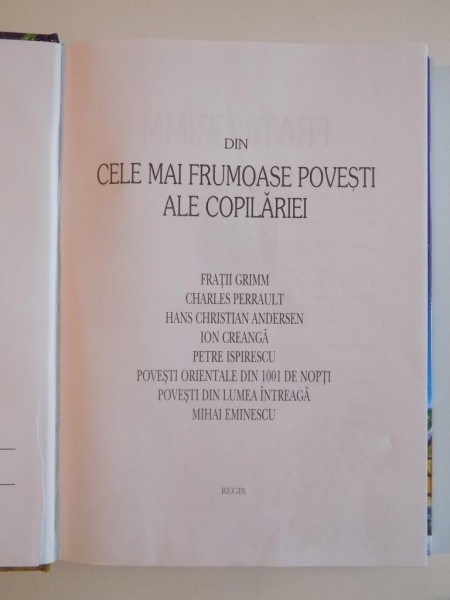 DIN
CELE MAI FRUMOASE POVEȘTI
ALE COPILĂRIEI
FRAȚII GRIMM
CHARLES PERRAULT
HANS CHRISTIAN ANDERSEN
ION CREANGĂ
PETRE ISPIRESCU
POVEȘTI ORIENTALE DIN 1001 DE NOPȚI
POVEȘTI DIN LUMEA ÎNTREAGĂ
MIHAI EMINESCU
REGIS